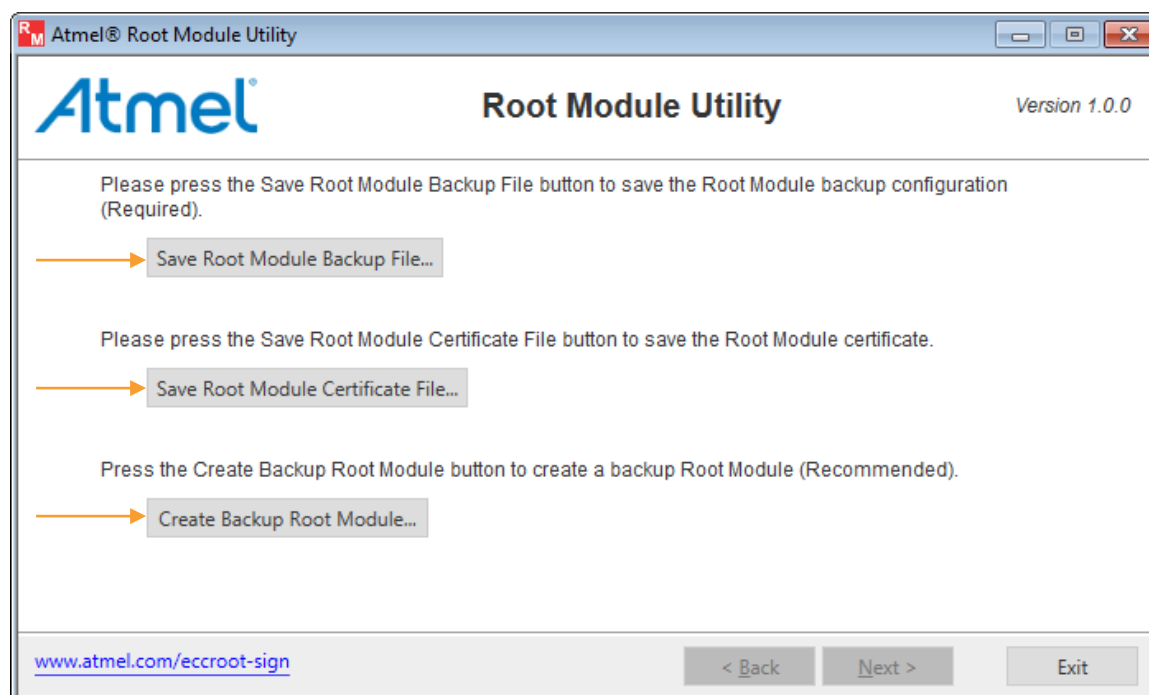 RM Atmel® Root Module Utility
Atmel® Root Module Utility Version 1.0.0
Please press the Save Root Module Backup File button to save the Root Module backup configuration
(Required).
Save Root Module Backup File...
Please press the Save Root Module Certificate File button to save the Root Module certificate.
Save Root Module Certificate File...
Press the Create Backup Root Module button to create a backup Root Module (Recommended).
Create Backup Root Module...
www.atmel.com/eccroot-sign < Back Next > Exit